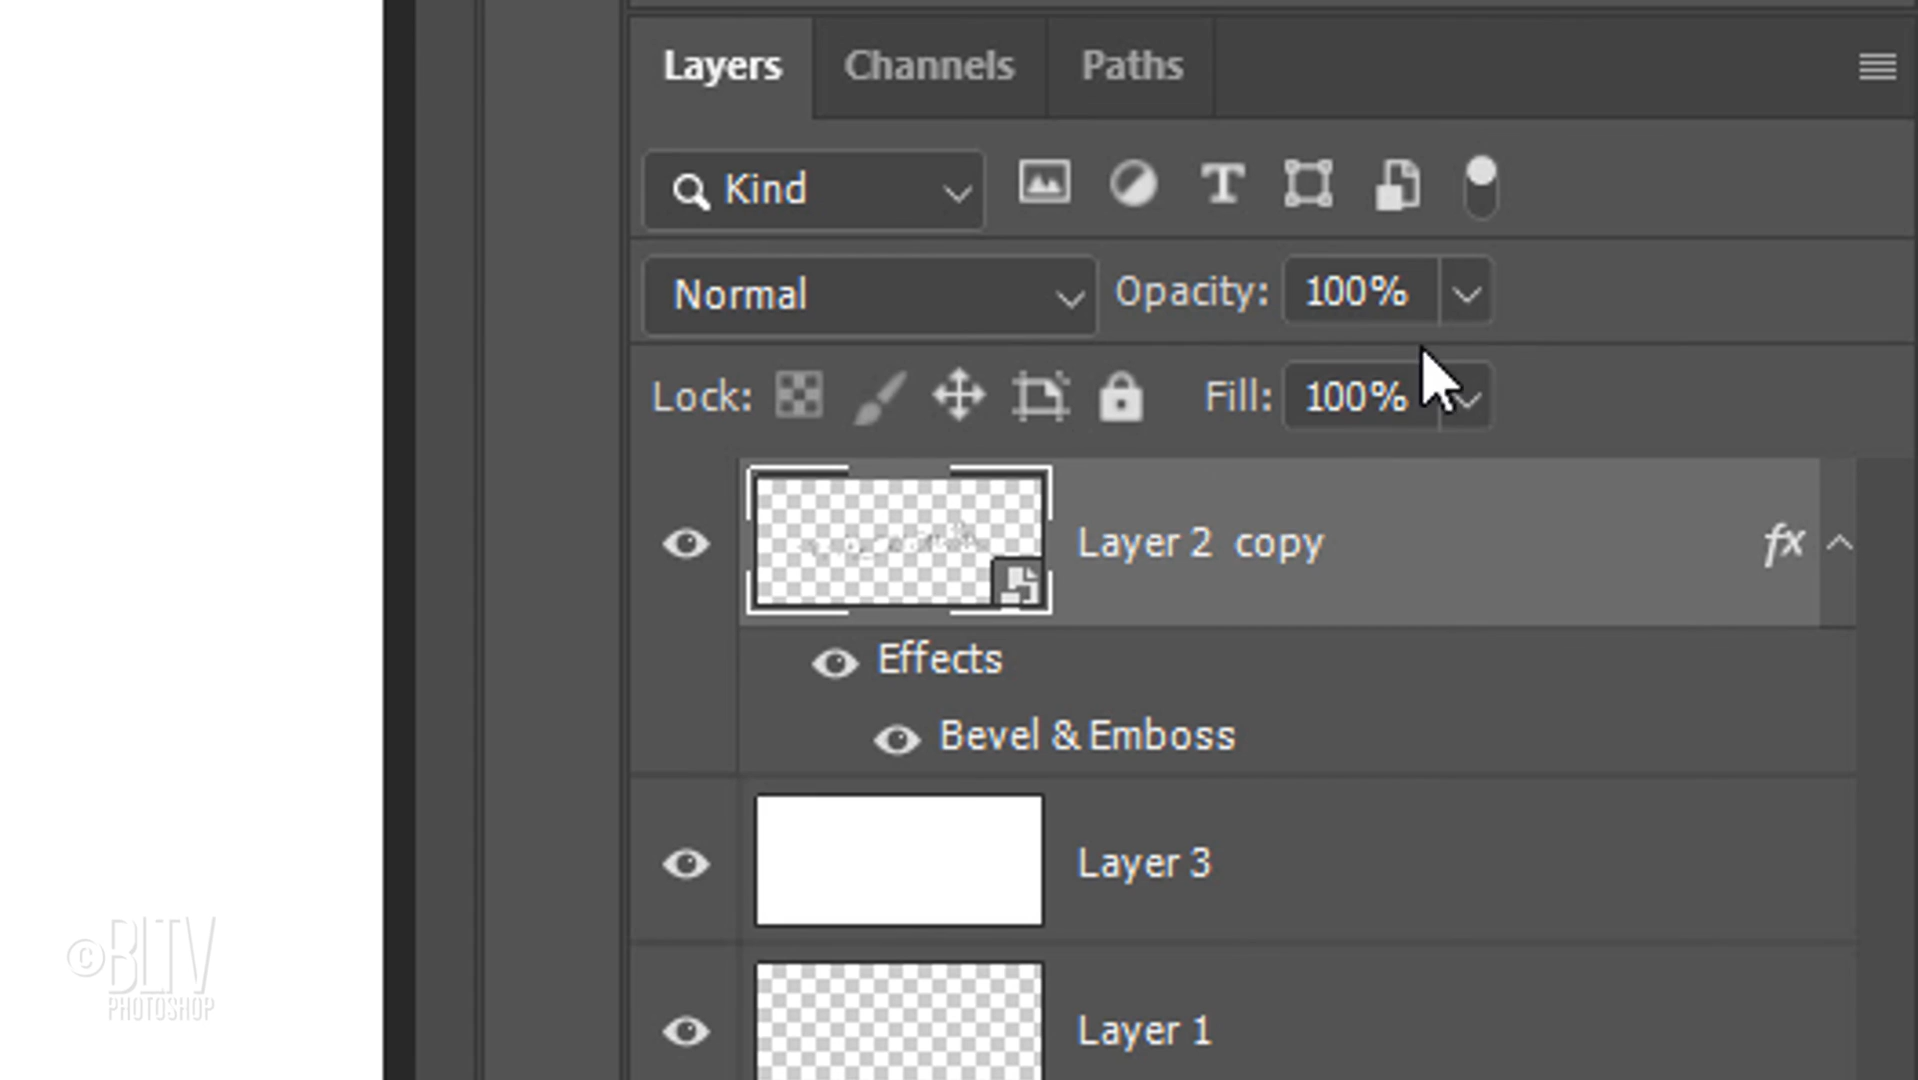 Layers Channels Paths
Kind T
Normal Opacity: 100%
Lock: Fill: 100%
Layer 2 copy fx
Effects
Bevel & Emboss
Layer 3
Layer 1
©BLTV
PHOTOSHOP